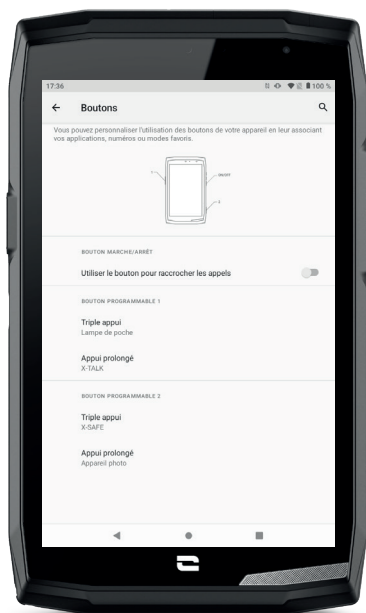 17:36
100 %
Boutons
Vous pouvez personnaliser l'utilisation des boutons de votre appareil en leur associant
vos applications, numéros ou modes favoris.
ON/OFF
BOUTON MARCHE/ARRÊT
Utiliser le bouton pour raccrocher les appels
BOUTON PROGRAMMABLE 1
Triple appui
Lampe de poche
Appui prolongé
X-TALK
BOUTON PROGRAMMABLE 2
Triple appui
X-SAFE
Appui prolongé
Appareil photo